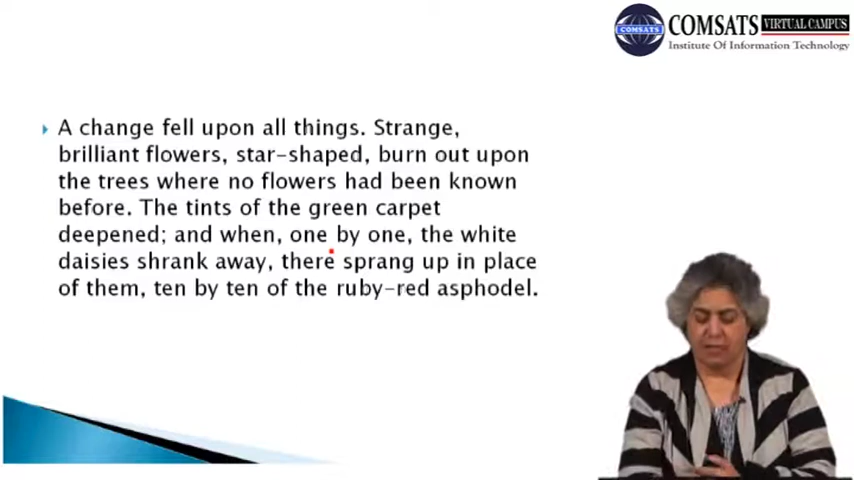 COMSATS
COMSATS VIRTUAL CAMPUS
Institute Of Information Technology
A change fell upon all things. Strange,
brilliant flowers, star-shaped, burn out upon
the trees where no flowers had been known
before. The tints of the green carpet
deepened; and when, one by one, the white
daisies shrank away, there sprang up in place
of them, ten by ten of the ruby-red asphodel.